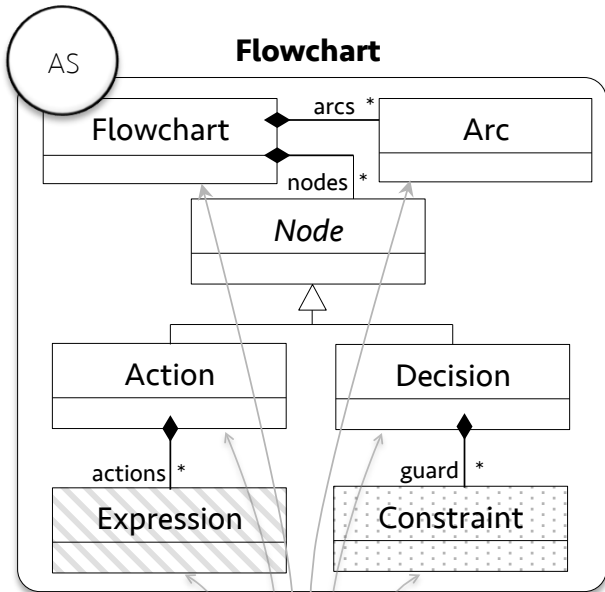 AS
Flowchart
Flowchart
arcs *
Arc
nodes *
Node
Action
Decision
actions *
guard *
Expression
Constraint